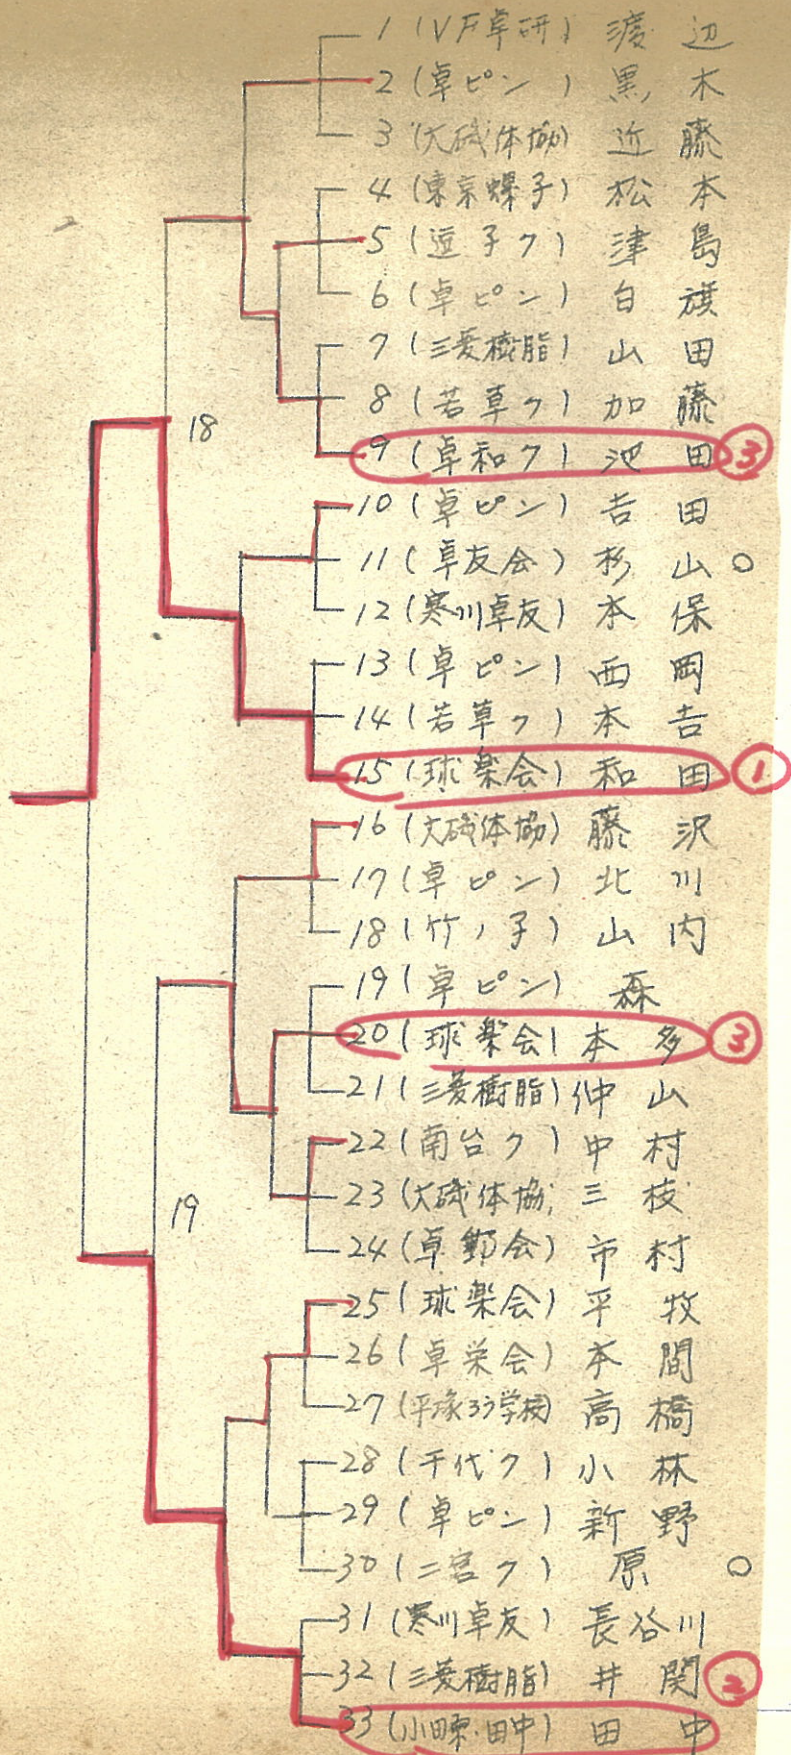 1 (VF卓研) 渡辺
2 (卓ピン) 黒木
3 (大磯体協) 近藤
4 (東京螺子) 松本
5 (逗子ク) 津島
6 (卓ピン) 白旗
7 (三菱樹脂) 山田
8 (若草ク) 加藤
18
9 (卓和ク) 池田 ③
10 (卓ピン) 吉田
11 (卓友会) 杉山 ○
12 (寒川卓友) 本保
13 (卓ピン) 西岡
14 (若草ク) 本吉
15 (球楽会) 和田 ①
16 (大磯体協) 藤沢
17 (卓ピン) 北川
18 (竹ノ子) 山内
19 (卓ピン) 森
20 (球楽会) 本多 ③
21 (三菱樹脂) 仲山
22 (南台ク) 中村
23 (大磯体協) 三枝
19
24 (卓郵会) 市村
25 (球楽会) 平牧
26 (卓栄会) 本間
27 (平塚ろう学校) 高橋
28 (千代ク) 小林
29 (卓ピン) 新野
30 (二宮ク) 原 ○
31 (寒川卓友) 長谷川
32 (三菱樹脂) 井関 ②
33 (小田原・田中) 田中